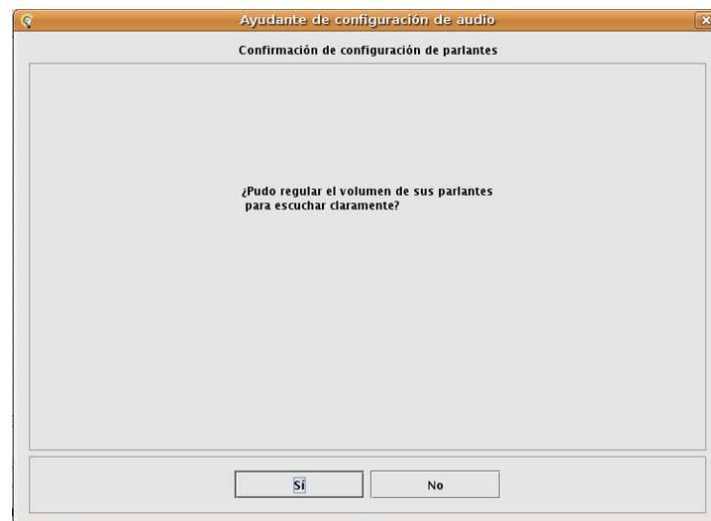 Ayudante de configuración de audio
Confirmación de configuración de parlantes
¿Pudo regular el volumen de sus parlantes
para escuchar claramente?
Sí
No